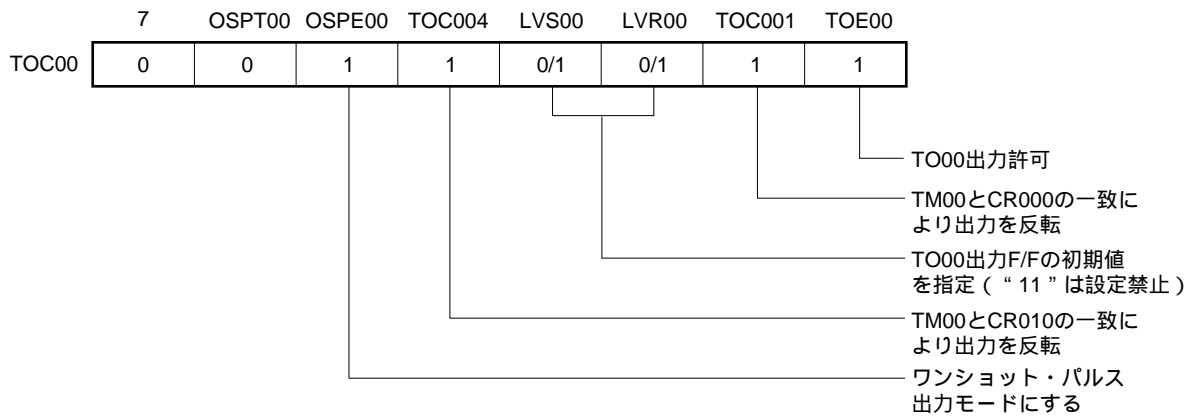 7 OSPT00 OSPE00 TOC004 LVS00 LVR00 TOC001 TOE00
TOC00 0 0 1 1 0/1 0/1 1 1
TO00出力許可
TM00とCR000の一致に
より出力を反転
TO00出力F/Fの初期値
を指定（“11”は設定禁止）
TM00とCR010の一致に
より出力を反転
ワンショット・パルス
出力モードにする